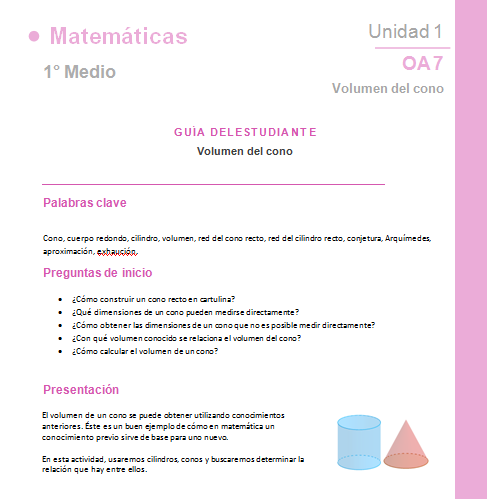 • Matemáticas
Unidad 1
1° Medio
OA 7
Volumen del cono
GUÍA DELESTUDIANTE
Volumen del cono
Palabras clave
Cono, cuerpo redondo, cilindro, volumen, red del cono recto, red del cilindro recto, conjetura, Arquímedes,
aproximación, exhaución.
Preguntas de inicio
• ¿Cómo construir un cono recto en cartulina?
• ¿Qué dimensiones de un cono pueden medirse directamente?
• ¿Cómo obtener las dimensiones de un cono que no es posible medir directamente?
• ¿Con qué volumen conocido se relaciona el volumen del cono?
• ¿Cómo calcular el volumen de un cono?
Presentación
El volumen de un cono se puede obtener utilizando conocimientos
anteriores. Éste es un buen ejemplo de cómo en matemática un
conocimiento previo sirve de base para uno nuevo.
En esta actividad, usaremos cilindros, conos y buscaremos determinar la
relación que hay entre ellos.